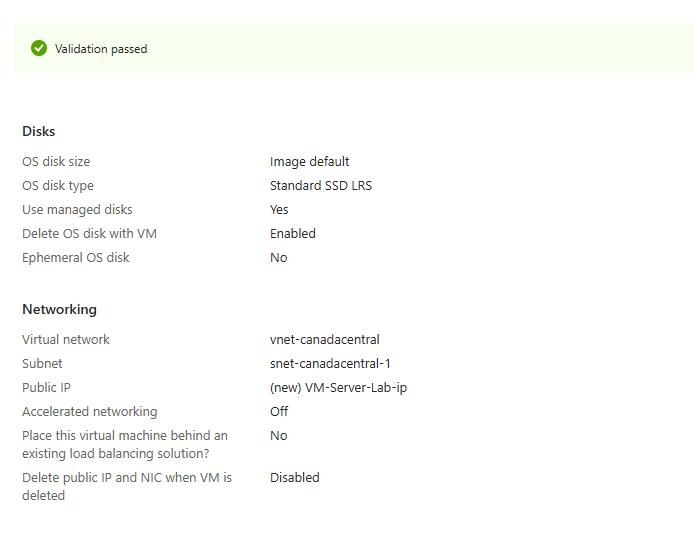 Validation passed
Disks
OS disk size Image default
OS disk type Standard SSD LRS
Use managed disks Yes
Delete OS disk with VM Enabled
Ephemeral OS disk No
Networking
Virtual network vnet-canadacentral
Subnet snet-canadacentral-1
Public IP (new) VM-Server-Lab-ip
Accelerated networking Off
Place this virtual machine behind an No
existing load balancing solution?
Delete public IP and NIC when VM is Disabled
deleted